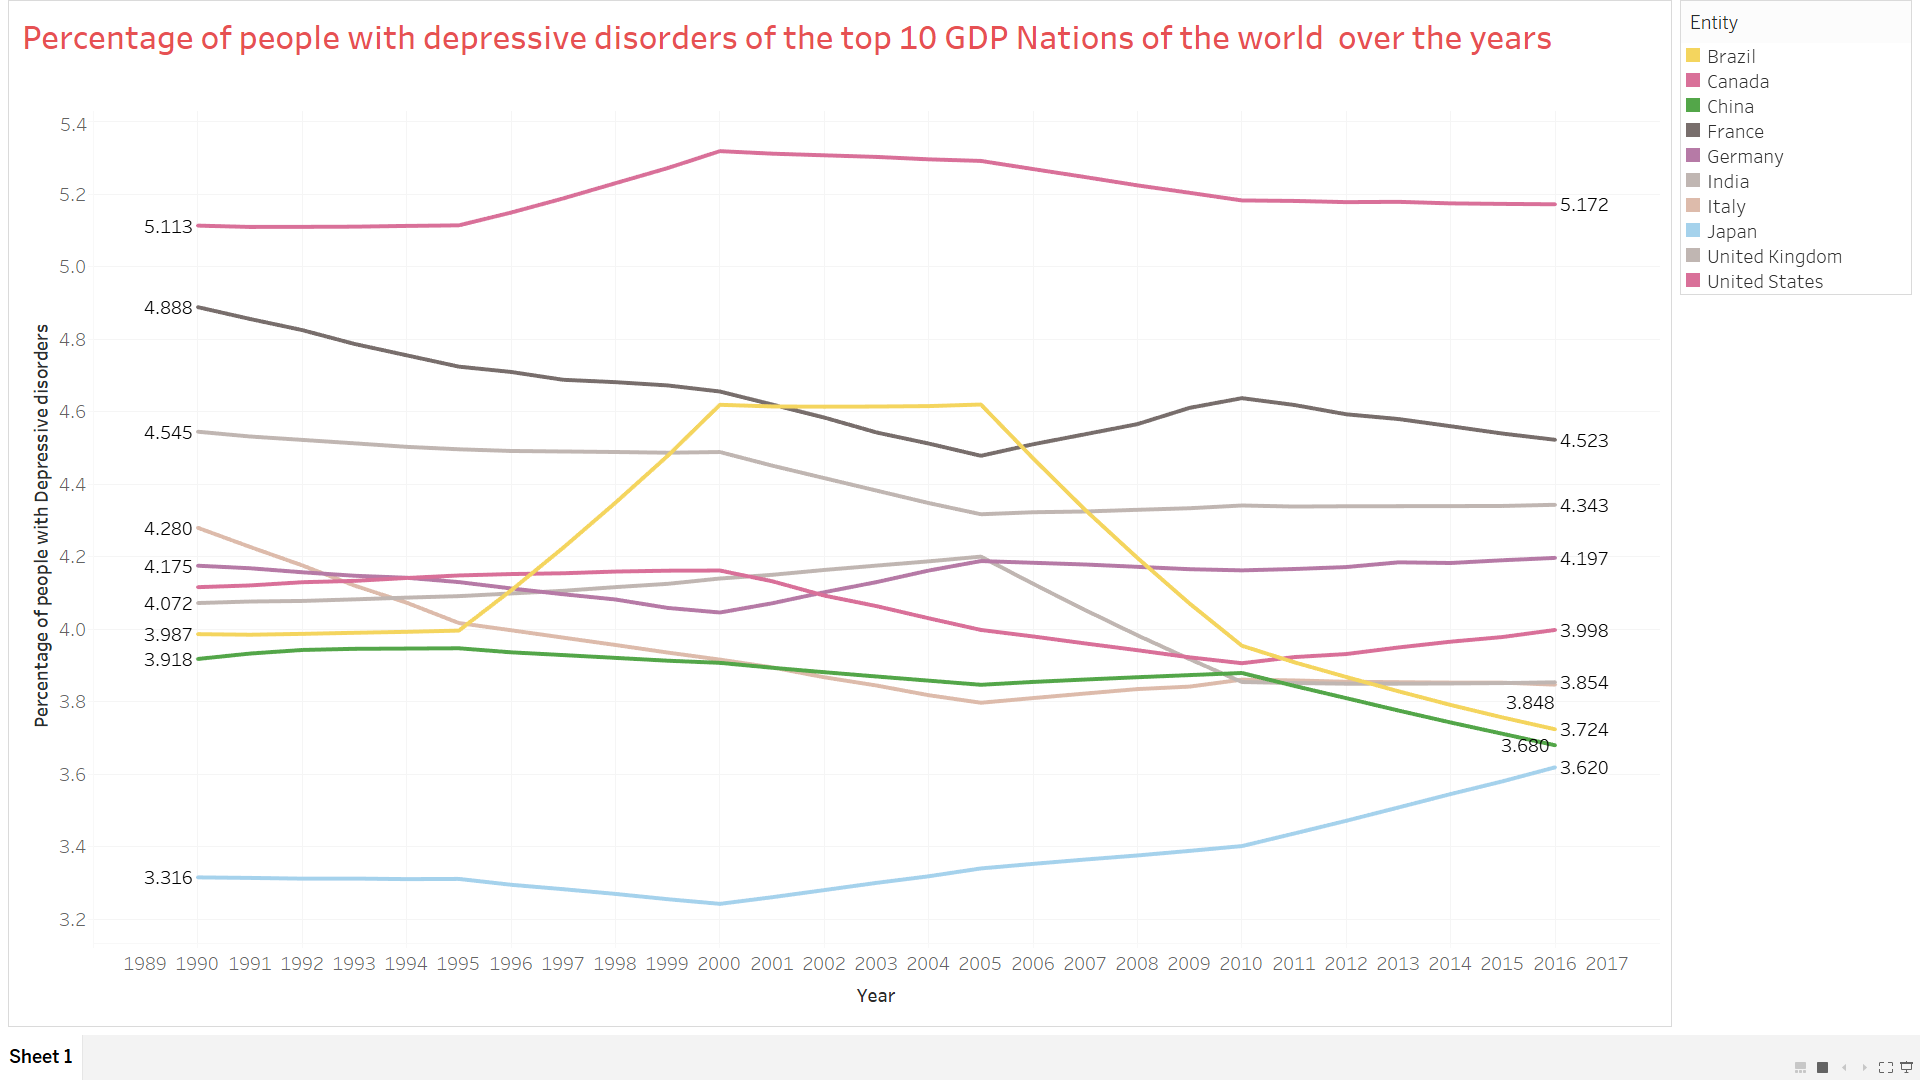 Percentage of people with depressive disorders of the top 10 GDP Nations of the world  over the years
Entity
Brazil
Canada
China
France
Germany
India
Italy
Japan
United Kingdom
United States
Percentage of people with Depressive disorders
5.4
5.2
5.0
4.8
4.6
4.4
4.2
4.0
3.8
3.6
3.4
3.2
5.113
4.888
4.545
4.280
4.175
4.072
3.987
3.918
3.316
5.172
4.523
4.343
4.197
3.998
3.854
3.848
3.724
3.680
3.620
1989 1990 1991 1992 1993 1994 1995 1996 1997 1998 1999 2000 2001 2002 2003 2004 2005 2006 2007 2008 2009 2010 2011 2012 2013 2014 2015 2016 2017
Year
Sheet 1